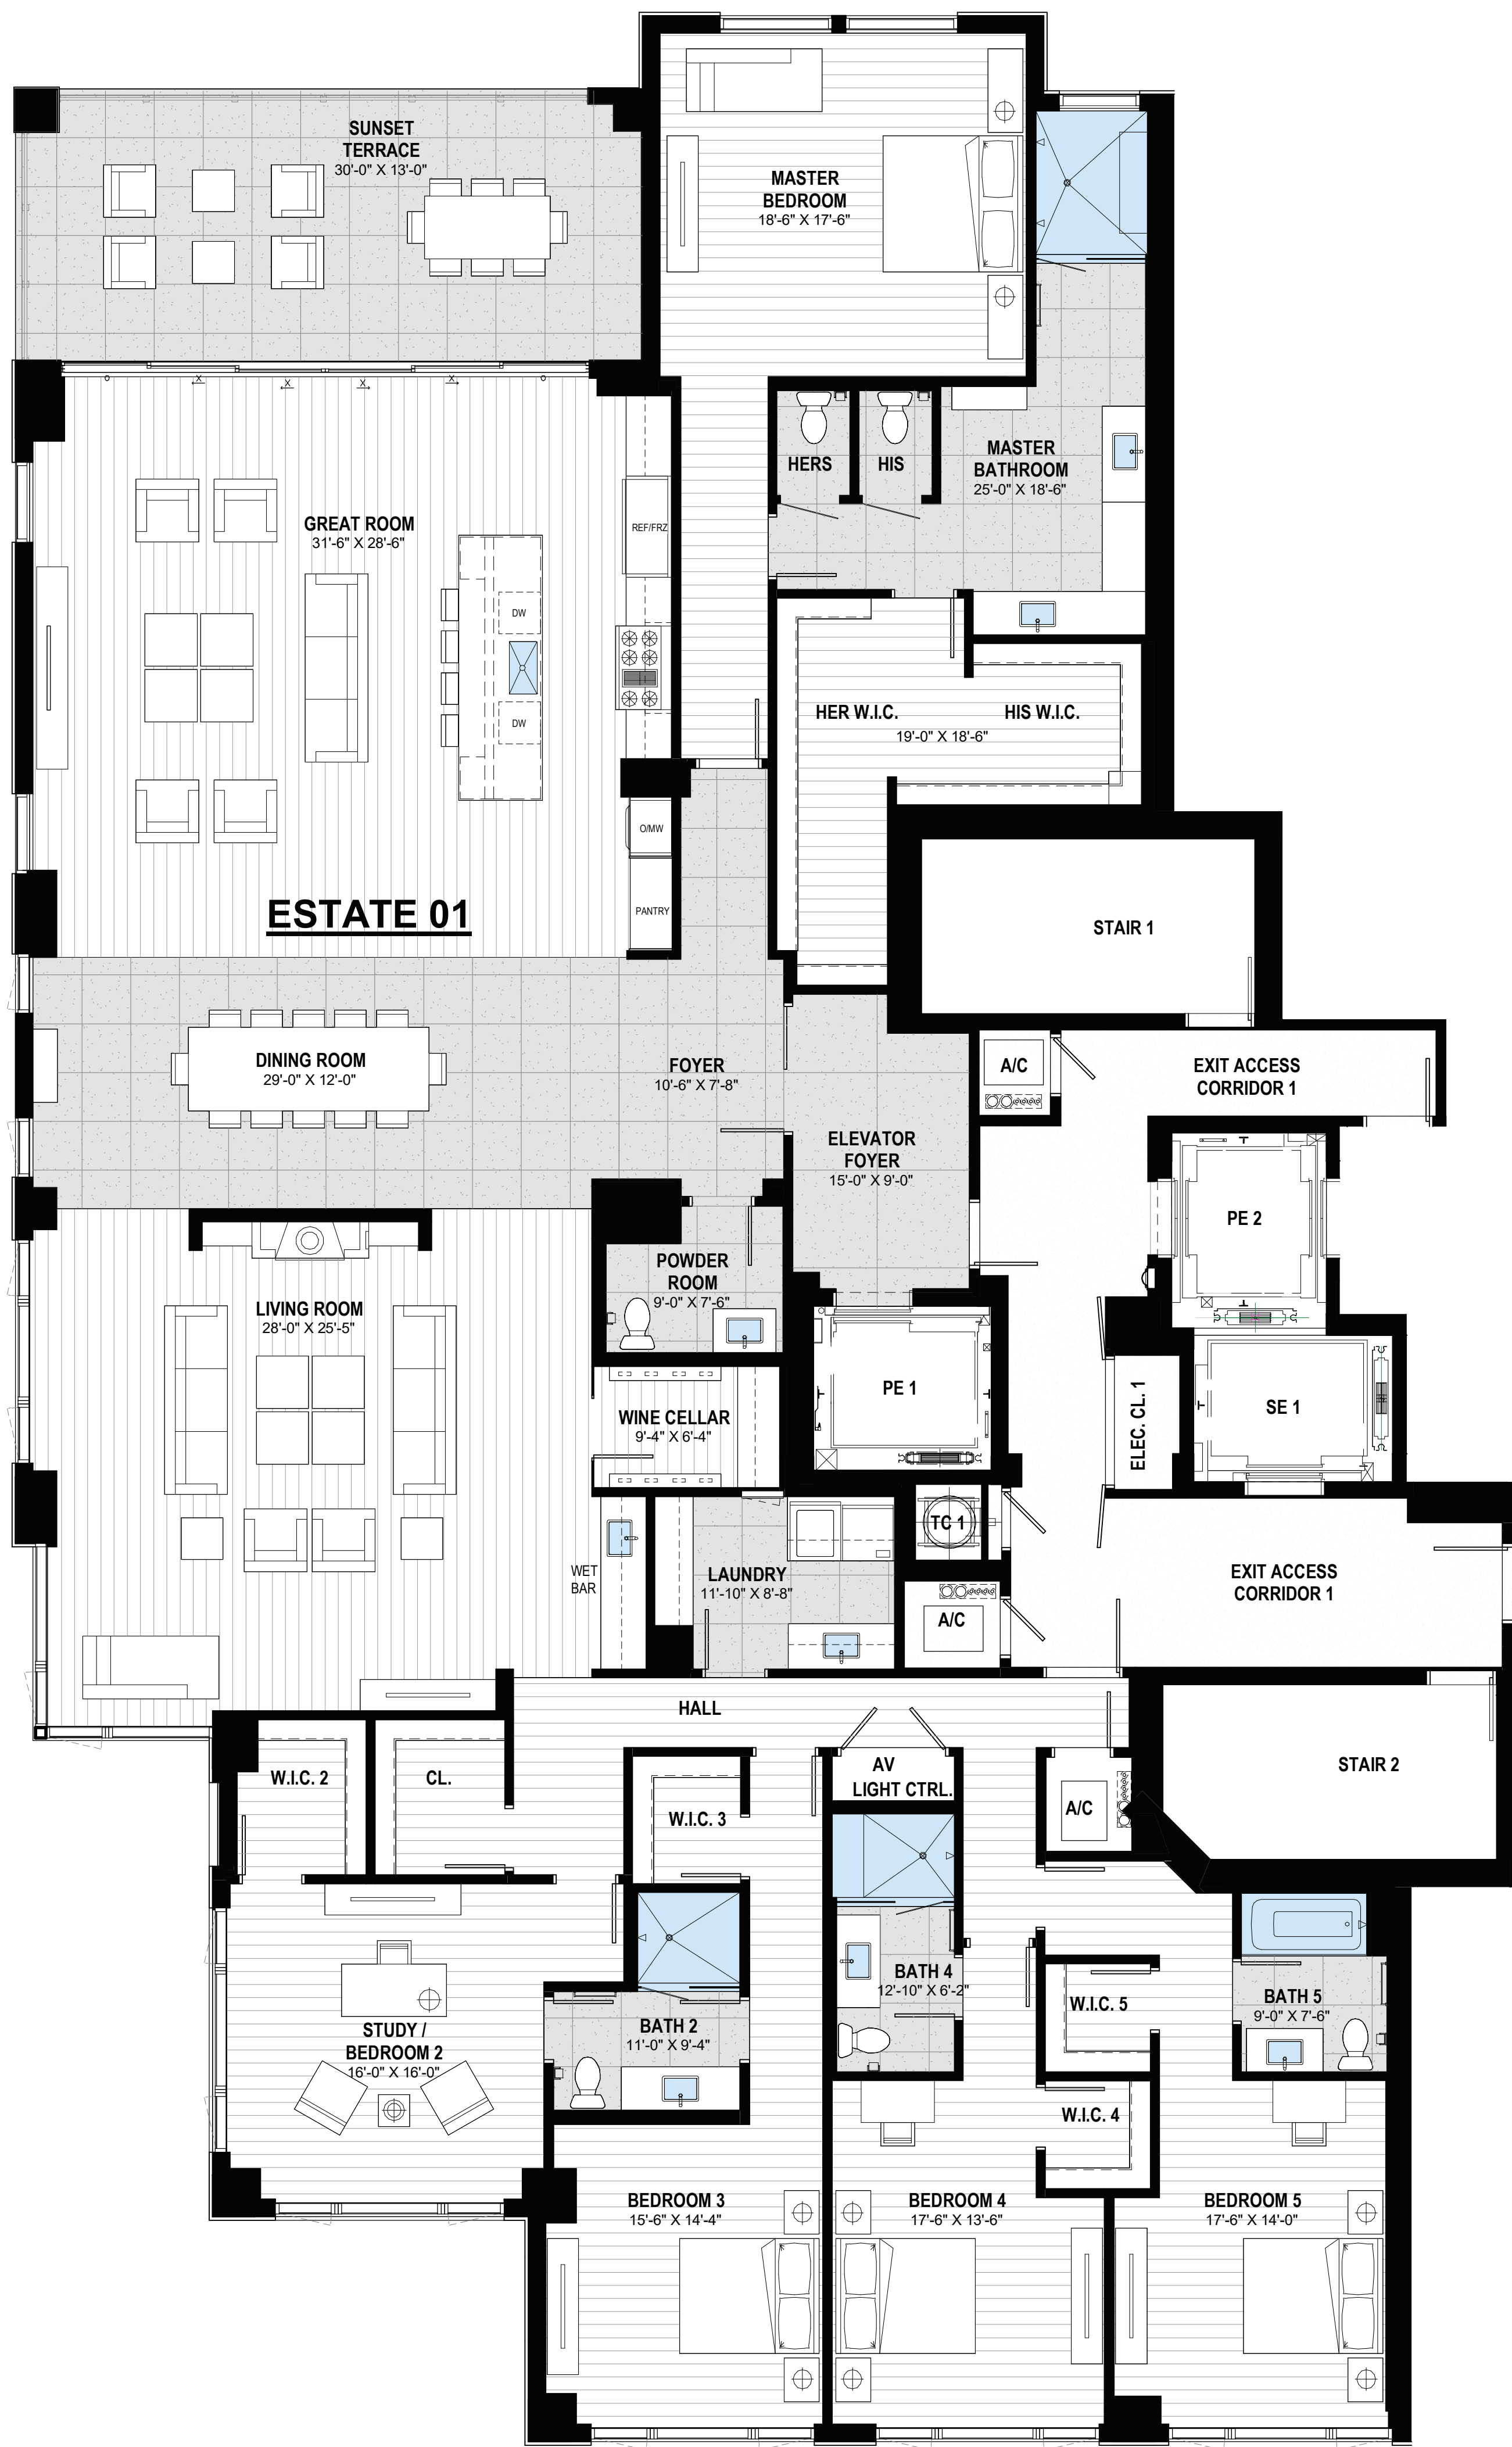 SUNSET
TERRACE
30'-0" X 13'-0"
MASTER
BEDROOM
18'-6" X 17'-6"
O
X
X
X
X
O
HERS
HIS
MASTER
BATHROOM
25'-0" X 18'-6"
GREAT ROOM
31'-6" X 28'-6"
REF/FRZ
DW
DW
HER W.I.C.
HIS W.I.C.
19'-0" X 18'-6"
O/MW
PANTRY
ESTATE 01
STAIR 1
DINING ROOM
29'-0" X 12'-0"
FOYER
10'-6" X 7'-8"
A/C
EXIT ACCESS
CORRIDOR 1
ELEVATOR
FOYER
15'-0" X 9'-0"
PE 2
POWDER
ROOM
9'-0" X 7'-6"
LIVING ROOM
28'-0" X 25'-5"
PE 1
ELEC. CL. 1
SE 1
WINE CELLAR
9'-4" X 6'-4"
TC 1
WET
BAR
LAUNDRY
11'-10" X 8'-8"
EXIT ACCESS
CORRIDOR 1
A/C
HALL
W.I.C. 2
CL.
AV
LIGHT CTRL.
STAIR 2
W.I.C. 3
A/C
BATH 4
12'-10" X 6'-2"
STUDY /
BEDROOM 2
16'-0" X 16'-0"
BATH 2
11'-0" X 9'-4"
W.I.C. 5
BATH 5
9'-0" X 7'-6"
W.I.C. 4
BEDROOM 3
15'-6" X 14'-4"
BEDROOM 4
17'-6" X 13'-6"
BEDROOM 5
17'-6" X 14'-0"